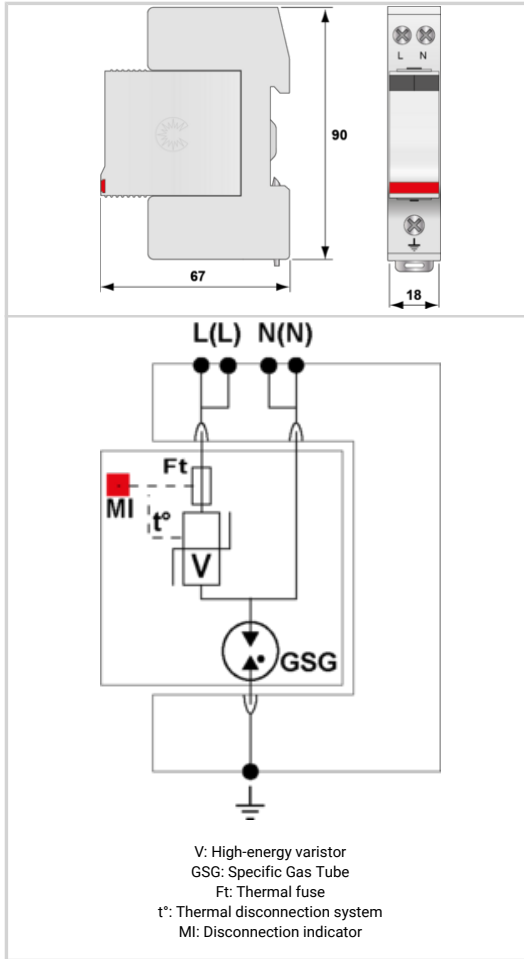 L N
90
67
18
L(L) N(N)
Ft
MI
t°
V
GSG
V: High-energy varistor
GSG: Specific Gas Tube
Ft: Thermal fuse
t°: Thermal disconnection system
MI: Disconnection indicator